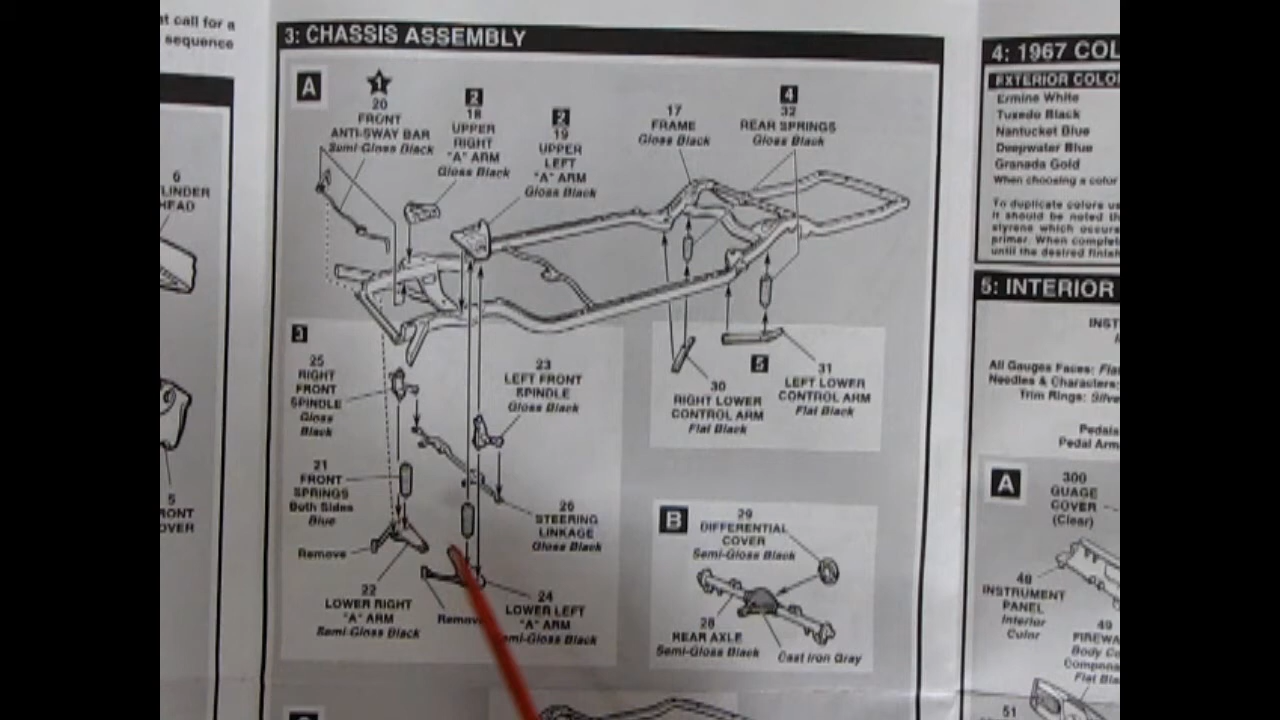 t call for a
sequence
3: CHASSIS ASSEMBLY
A
1
20
FRONT
ANTI-SWAY BAR
Semi-Gloss Black
2
18
UPPER
RIGHT
"A" ARM
Gloss Black
2
19
UPPER
LEFT
"A" ARM
Gloss Black
17
FRAME
Gloss Black
4
32
REAR SPRINGS
Gloss Black
3
25
RIGHT
FRONT
SPINDLE
Gloss
Black
23
LEFT FRONT
SPINDLE
Gloss Black
21
FRONT
SPRINGS
Both Sides
Blue
26
STEERING
LINKAGE
Gloss Black
Remove
22
LOWER RIGHT
"A" ARM
Semi-Gloss Black
Remove
24
LOWER LEFT
"A" ARM
emi-Gloss Black
5
30
RIGHT LOWER
CONTROL ARM
Flat Black
31
LEFT LOWER
CONTROL ARM
Flat Black
B
29
DIFFERENTIAL
COVER
Semi-Gloss Black
28
REAR AXLE
Semi-Gloss Black
Cast Iron Gray
6
LINDER
HEAD
5
RONT
OVER
4: 1967 COL
EXTERIOR COLO
Ermine White
Tuxedo Black
Nantucket Blue
Deepwater Blue
Granada Gold
When choosing a color
To duplicate colors us
it should be noted th
styrene which occurs
primer. When complet
until the desired finish
5: INTERIOR
INST
All Gauges Faces: Fla
Needles & Characters:
Trim Rings: Silve
Pedals
Pedal Arm
A
300
GUAGE
COVER
(Clear)
48
INSTRUMENT
PANEL
Interior
Color
49
FIREWA
Body Co
Compone
Flat Bla
51